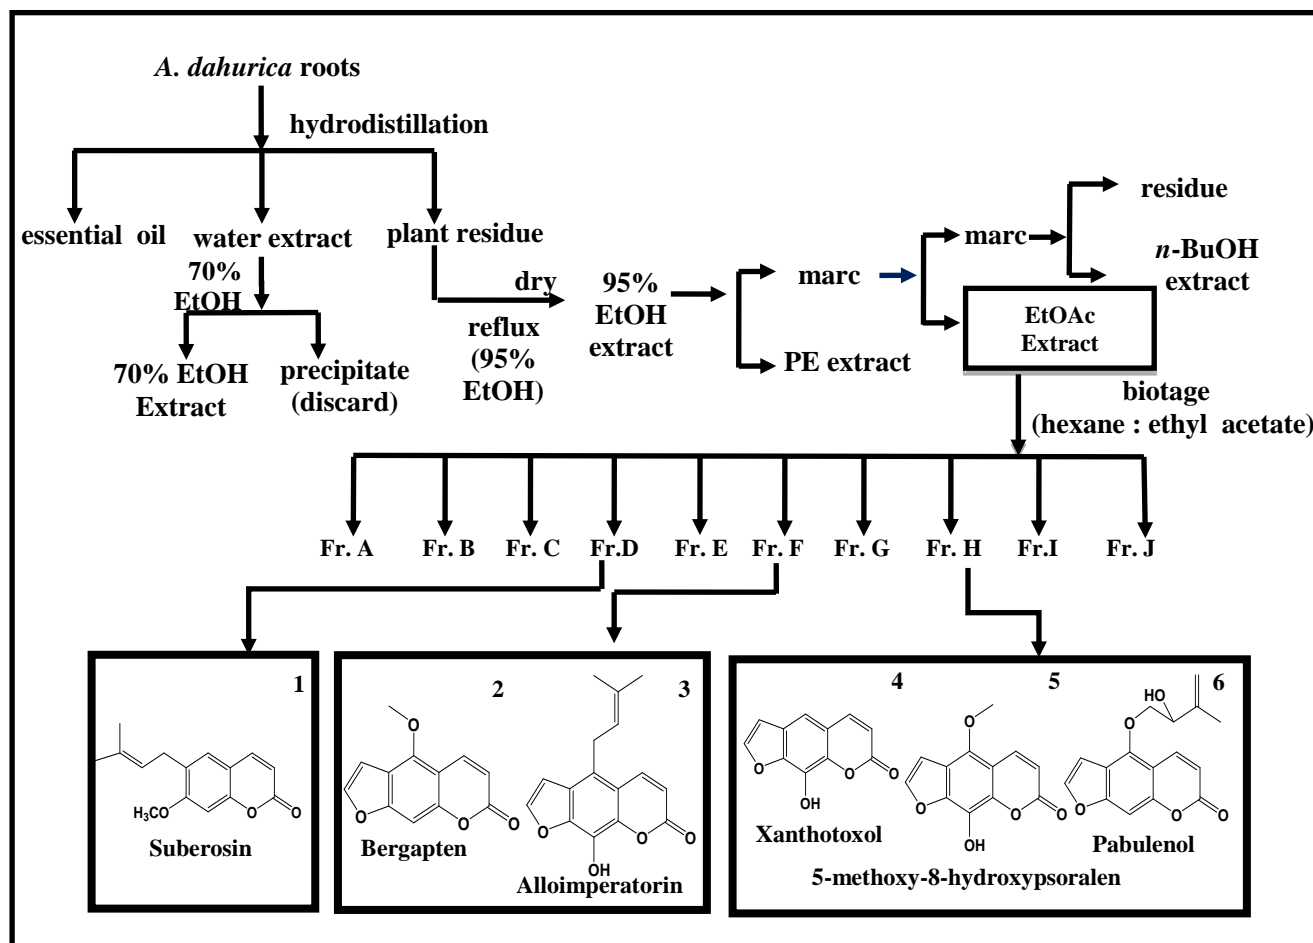 A. dahurica roots
hydrodistillation
essential oil
water extract
plant residue
70%
EtOH
70% EtOH
Extract
precipitate
(discard)
dry
reflux
(95%
EtOH)
95%
EtOH
extract
marc
PE extract
marc
residue
n-BuOH
extract
EtOAc
Extract
biotage
(hexane : ethyl acetate)
Fr. A
Fr. B
Fr. C
Fr.D
Fr. E
Fr. F
Fr. G
Fr. H
Fr.I
Fr. J
1
H₃CO
O
O
Suberosin
2
O
O
O
O
Bergapten
3
O
O
O
OH
Alloimperatorin
4
O
O
O
OH
Xanthotoxol
5
O
O
O
O
OH
5-methoxy-8-hydroxypsoralen
6
HO
O
O
O
O
Pabulenol